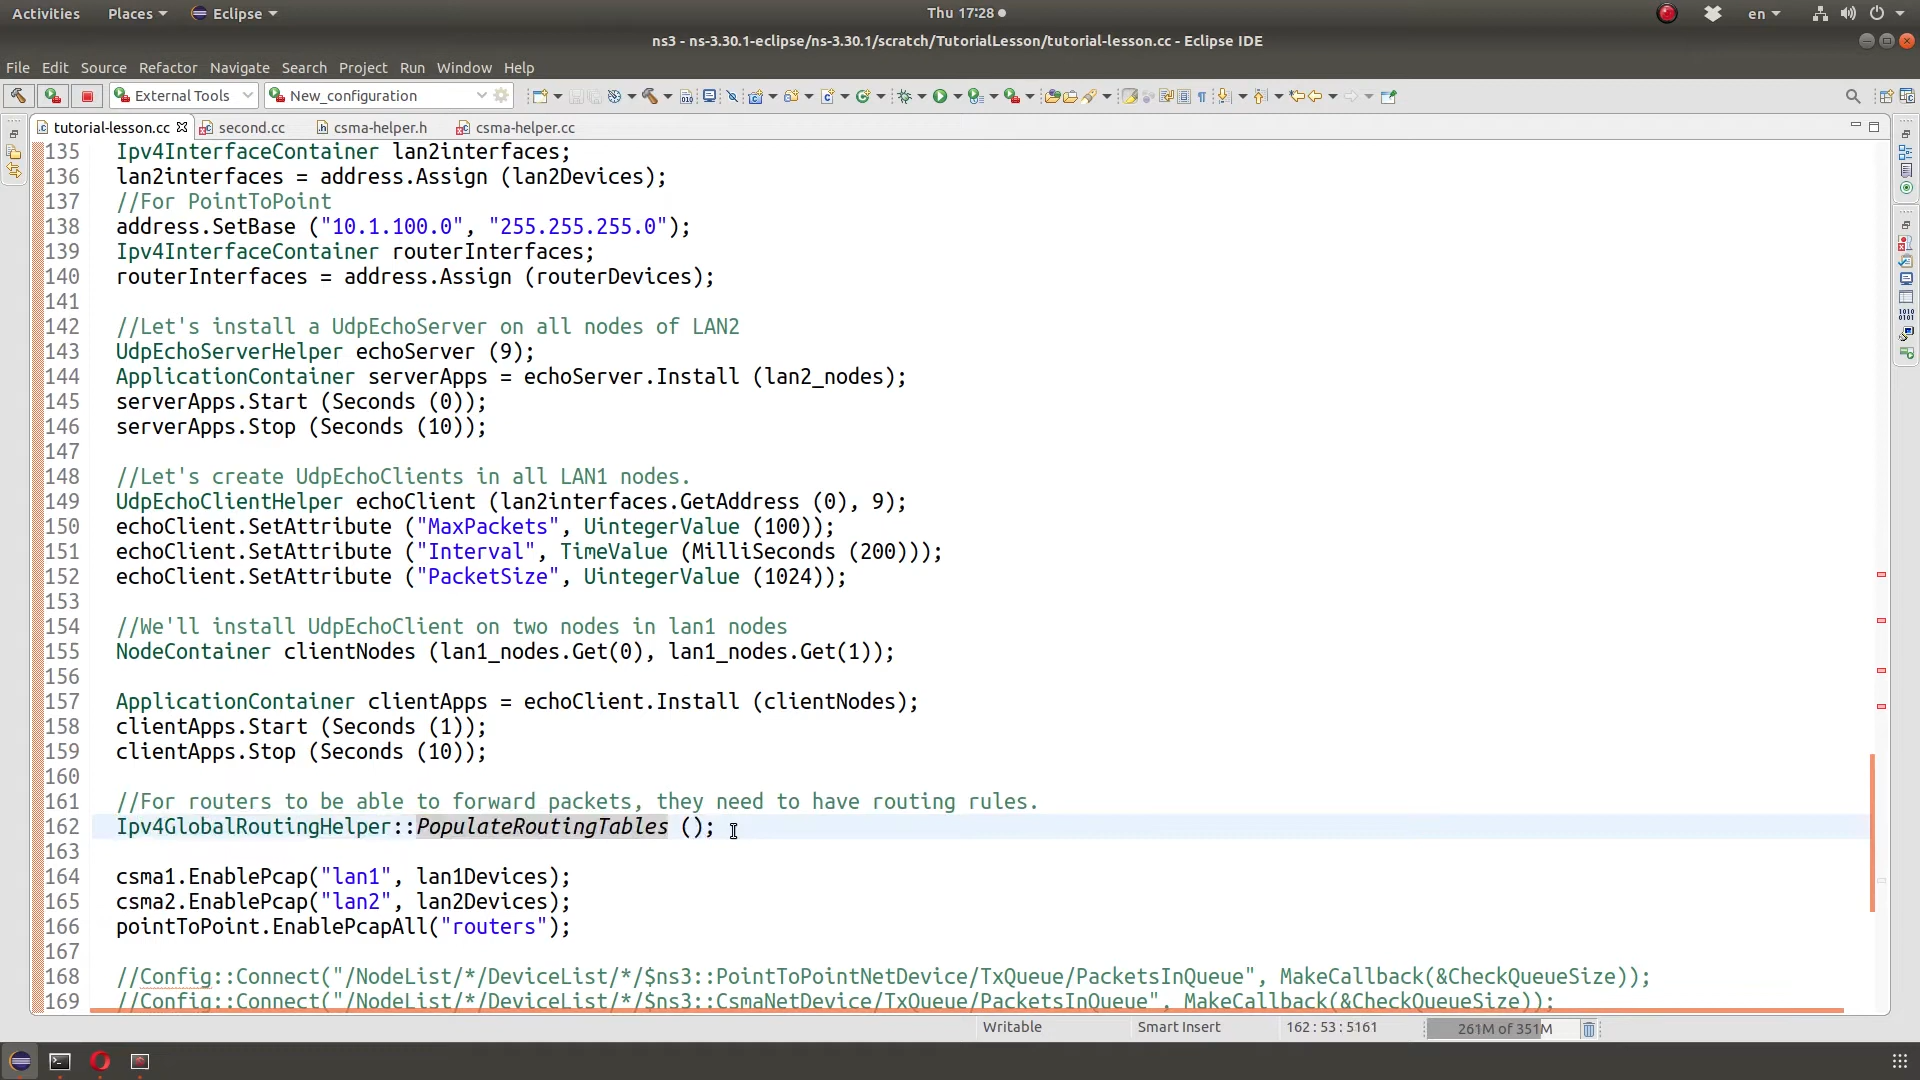 Activities Places Eclipse Thu 17:28 en
ns3 - ns-3.30.1-eclipse/ns-3.30.1/scratch/TutorialLesson/tutorial-lesson.cc - Eclipse IDE
File Edit Source Refactor Navigate Search Project Run Window Help
External Tools New_configuration
tutorial-lesson.cc second.cc csma-helper.h csma-helper.cc
135 Ipv4InterfaceContainer lan2interfaces;
136 lan2interfaces = address.Assign (lan2Devices);
137 //For PointToPoint
138 address.SetBase ("10.1.100.0", "255.255.255.0");
139 Ipv4InterfaceContainer routerInterfaces;
140 routerInterfaces = address.Assign (routerDevices);
141
142 //Let's install a UdpEchoServer on all nodes of LAN2
143 UdpEchoServerHelper echoServer (9);
144 ApplicationContainer serverApps = echoServer.Install (lan2_nodes);
145 serverApps.Start (Seconds (0));
146 serverApps.Stop (Seconds (10));
147
148 //Let's create UdpEchoClients in all LAN1 nodes.
149 UdpEchoClientHelper echoClient (lan2interfaces.GetAddress (0), 9);
150 echoClient.SetAttribute ("MaxPackets", UintegerValue (100));
151 echoClient.SetAttribute ("Interval", TimeValue (MilliSeconds (200)));
152 echoClient.SetAttribute ("PacketSize", UintegerValue (1024));
153
154 //We'll install UdpEchoClient on two nodes in lan1 nodes
155 NodeContainer clientNodes (lan1_nodes.Get(0), lan1_nodes.Get(1));
156
157 ApplicationContainer clientApps = echoClient.Install (clientNodes);
158 clientApps.Start (Seconds (1));
159 clientApps.Stop (Seconds (10));
160
161 //For routers to be able to forward packets, they need to have routing rules.
162 Ipv4GlobalRoutingHelper::PopulateRoutingTables ();
163
164 csma1.EnablePcap("lan1", lan1Devices);
165 csma2.EnablePcap("lan2", lan2Devices);
166 pointToPoint.EnablePcapAll("routers");
167
168 //Config::Connect("/NodeList/*/DeviceList/*/$ns3::PointToPointNetDevice/TxQueue/PacketsInQueue", MakeCallback(&CheckQueueSize));
169 //Config::Connect("/NodeList/*/DeviceList/*/$ns3::CsmaNetDevice/TxQueue/PacketsInQueue", MakeCallback(&CheckQueueSize));
Writable Smart Insert 162 : 53 : 5161 261M of 351M